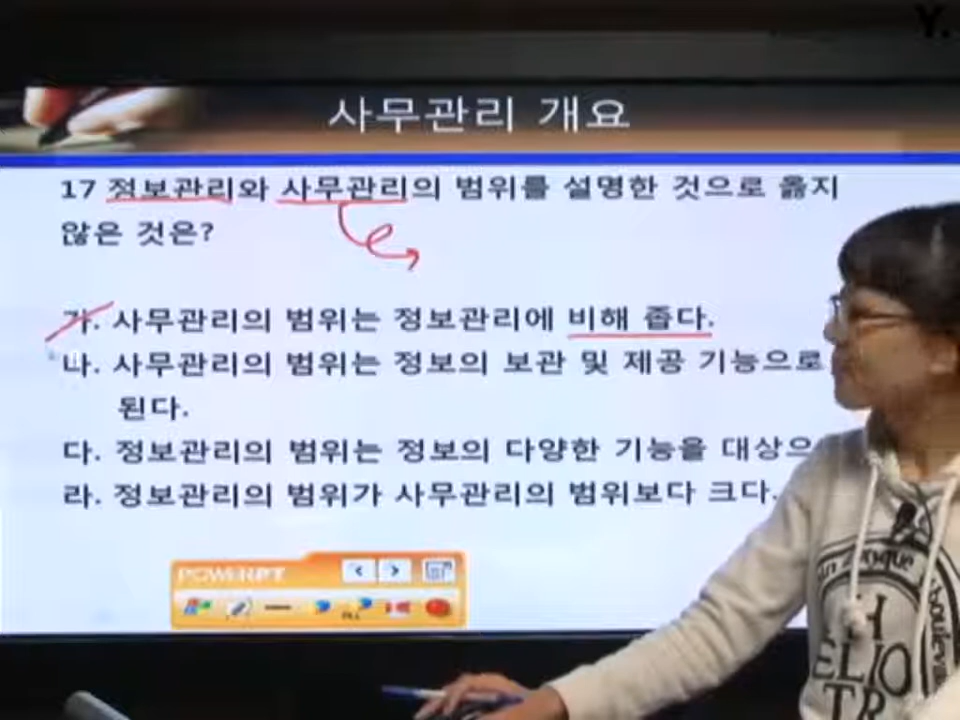 Y.
사무관리 개요
17 정보관리와 사무관리의 범위를 설명한 것으로 옳지
않은 것은?
가. 사무관리의 범위는 정보관리에 비해 좁다.
나. 사무관리의 범위는 정보의 보관 및 제공 기능으로
된다.
다. 정보관리의 범위는 정보의 다양한 기능을 대상으
라. 정보관리의 범위가 사무관리의 범위보다 크다.
POWERPT
H
ELIO
TR